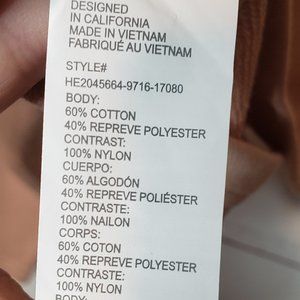 DESIGNED
IN CALIFORNIA
MADE IN VIETNAM
FABRIQUÉ AU VIETNAM
STYLE#
HE2045664-9716-17080
BODY:
60% COTTON
40% REPREVE POLYESTER
CONTRAST:
100% NYLON
CUERPO:
60% ALGODÓN
40% REPREVE POLIÉSTER
CONTRASTE:
100% NAILON
CORPS:
60% COTON
40% REPREVE POLYESTER
CONTRASTE:
100% NYLON
BODY: